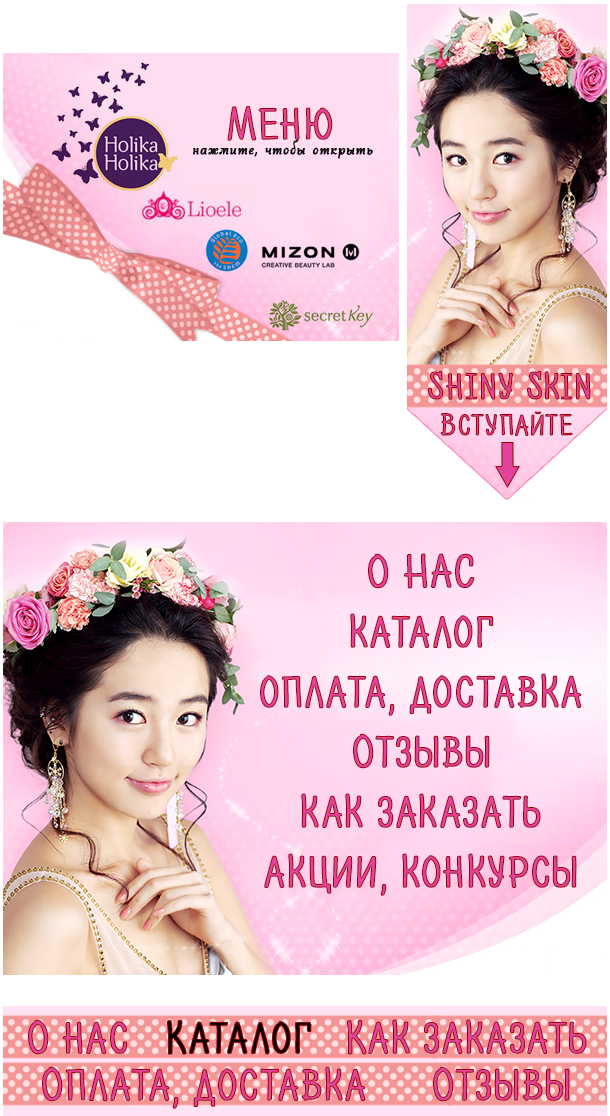 Holika
Holika
МЕНЮ
нажмите, чтобы открыть
Lioele
MIZON M
CREATIVE BEAUTY LAB
secret Key
SHINY SKIN
ВСТУПАЙТЕ
О НАС
КАТАЛОГ
ОПЛАТА, ДОСТАВКА
ОТЗЫВЫ
КАК ЗАКАЗАТЬ
АКЦИИ, КОНКУРСЫ
О НАС КАТАЛОГ КАК ЗАКАЗАТЬ
ОПЛАТА, ДОСТАВКА ОТЗЫВЫ